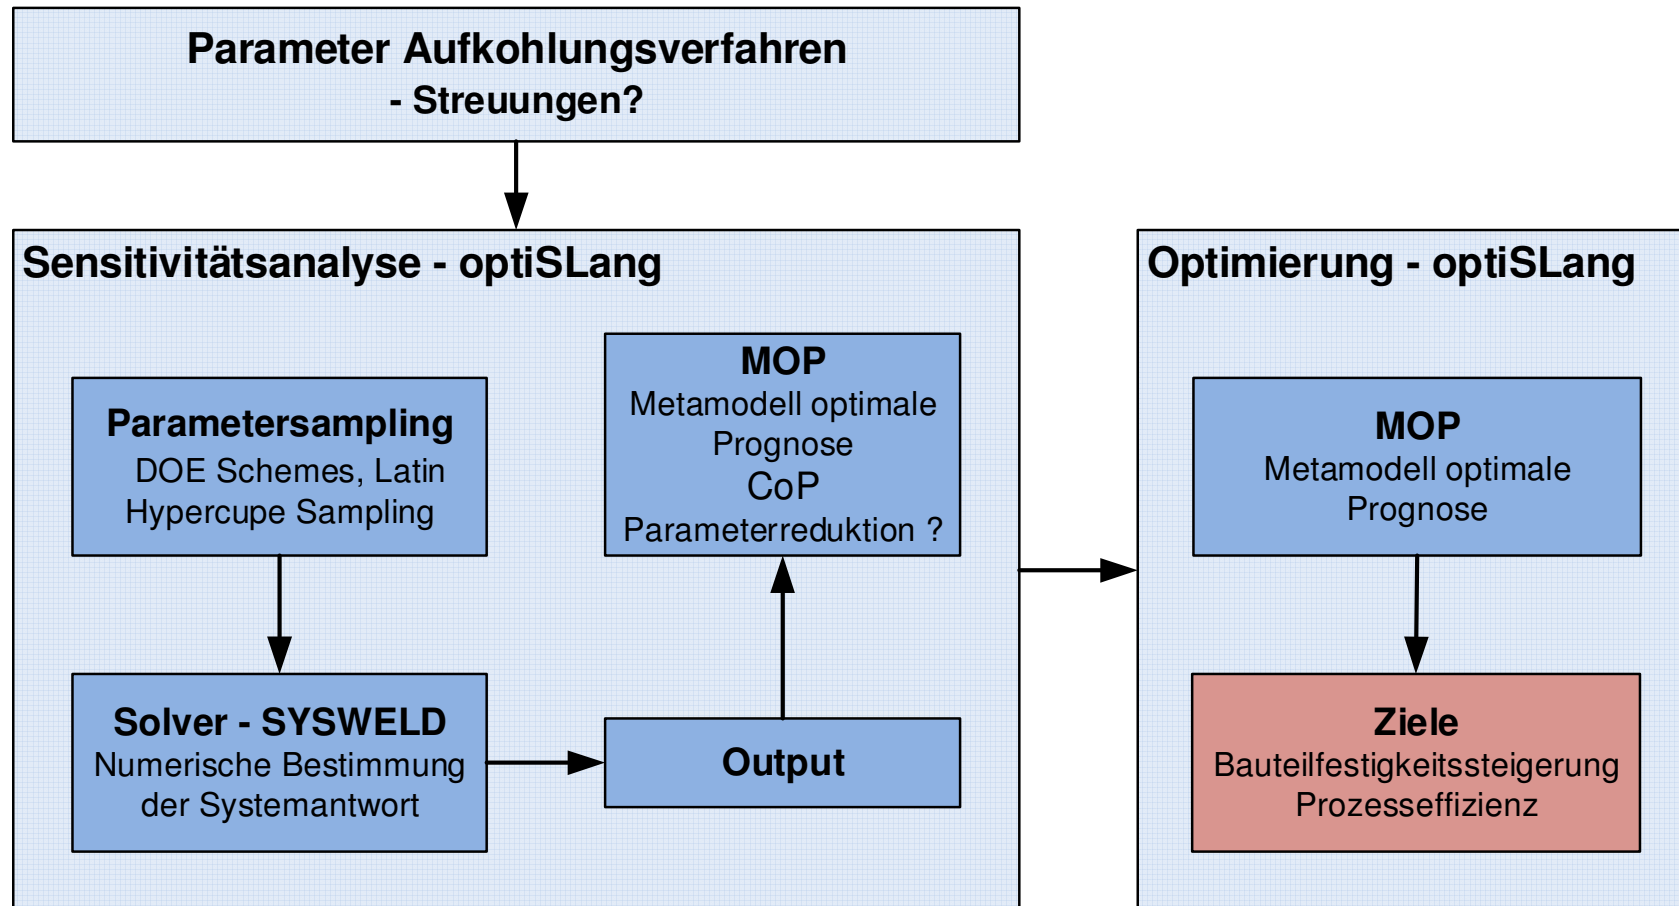 Parameter Aufkohlungsverfahren
- Streuungen?
Sensitivitätsanalyse - optiSLang
Parametersampling
DOE Schemes, Latin
Hypercupe Sampling
Solver - SYSWELD
Numerische Bestimmung
der Systemantwort
Output
MOP
Metamodell optimale
Prognose
CoP
Parameterreduktion ?
Optimierung - optiSLang
MOP
Metamodell optimale
Prognose
Ziele
Bauteilfestigkeitssteigerung
Prozesseffizienz